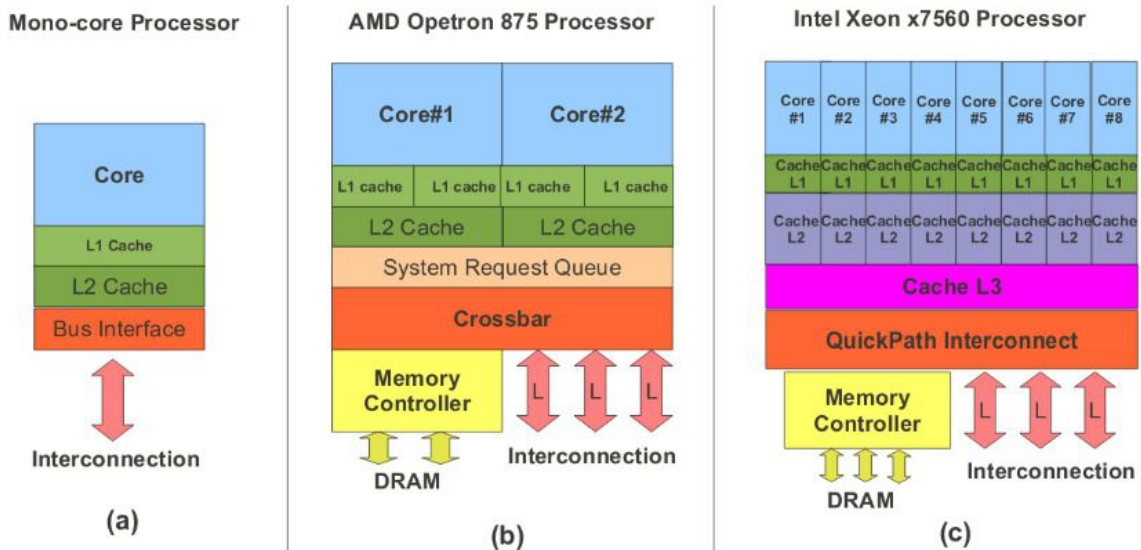 Mono-core Processor
Core
L1 Cache
L2 Cache
Bus Interface
Interconnection
(a)
AMD Opetron 875 Processor
Core#1 Core#2
L1 cache L1 cache L1 cache L1 cache
L2 Cache L2 Cache
System Request Queue
Crossbar
Memory
Controller
L L L
DRAM
Interconnection
(b)
Intel Xeon x7560 Processor
Core Core Core Core Core Core Core Core
#1 #2 #3 #4 #5 #6 #7 #8
Cache Cache Cache Cache Cache Cache Cache Cache
L1 L1 L1 L1 L1 L1 L1 L1
Cache Cache Cache Cache Cache Cache Cache Cache
L2 L2 L2 L2 L2 L2 L2 L2
Cache L3
QuickPath Interconnect
Memory
Controller
L L L
Interconnection
DRAM
(c)